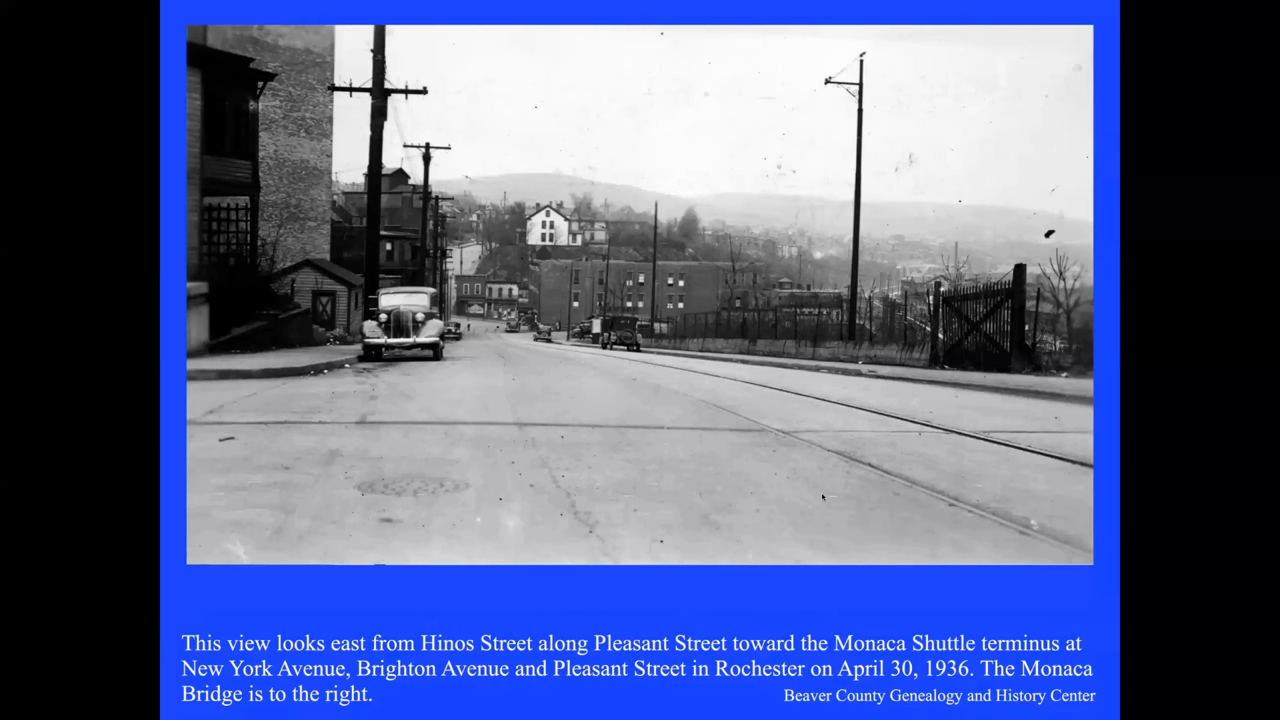 This view looks east from Hinos Street along Pleasant Street toward the Monaca Shuttle terminus at
New York Avenue, Brighton Avenue and Pleasant Street in Rochester on April 30, 1936. The Monaca
Bridge is to the right.
Beaver County Genealogy and History Center